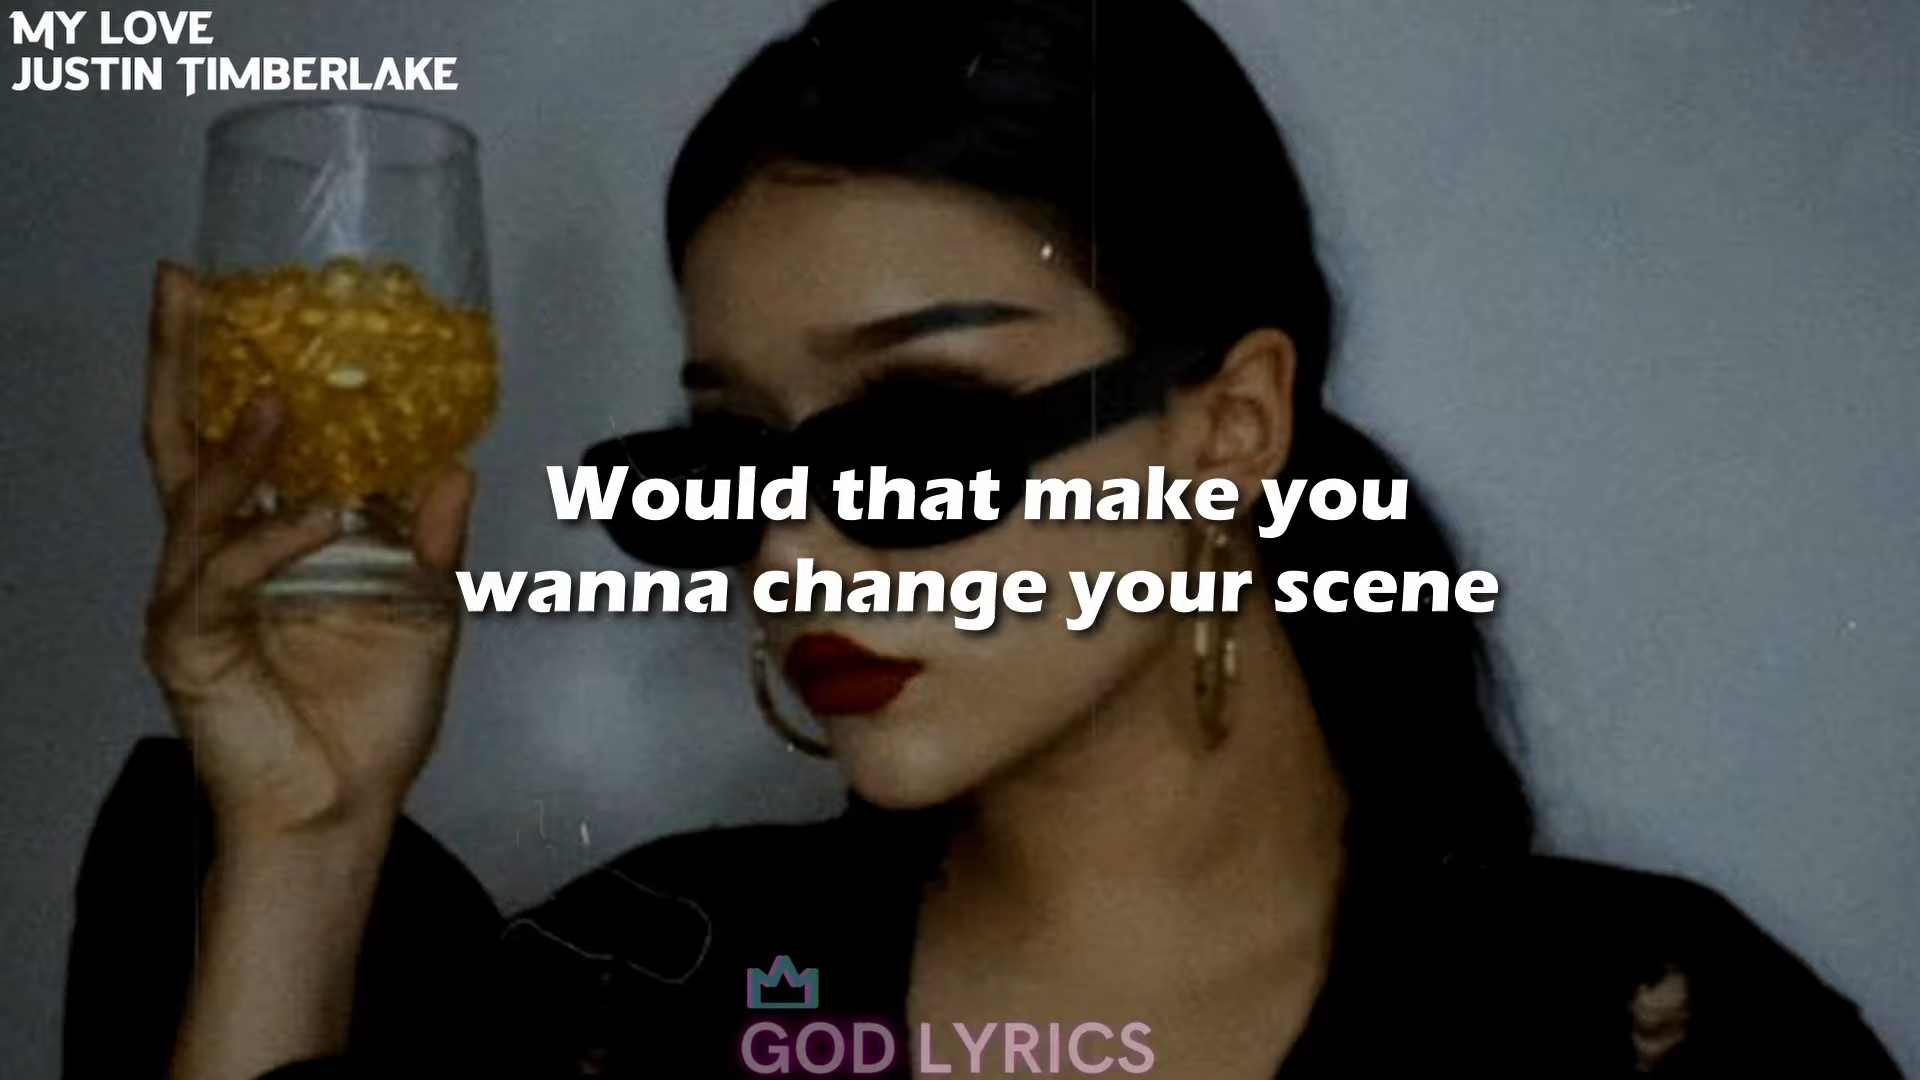 MY LOVE
JUSTIN TIMBERLAKE
Would that make you
wanna change your scene
GOD LYRICS